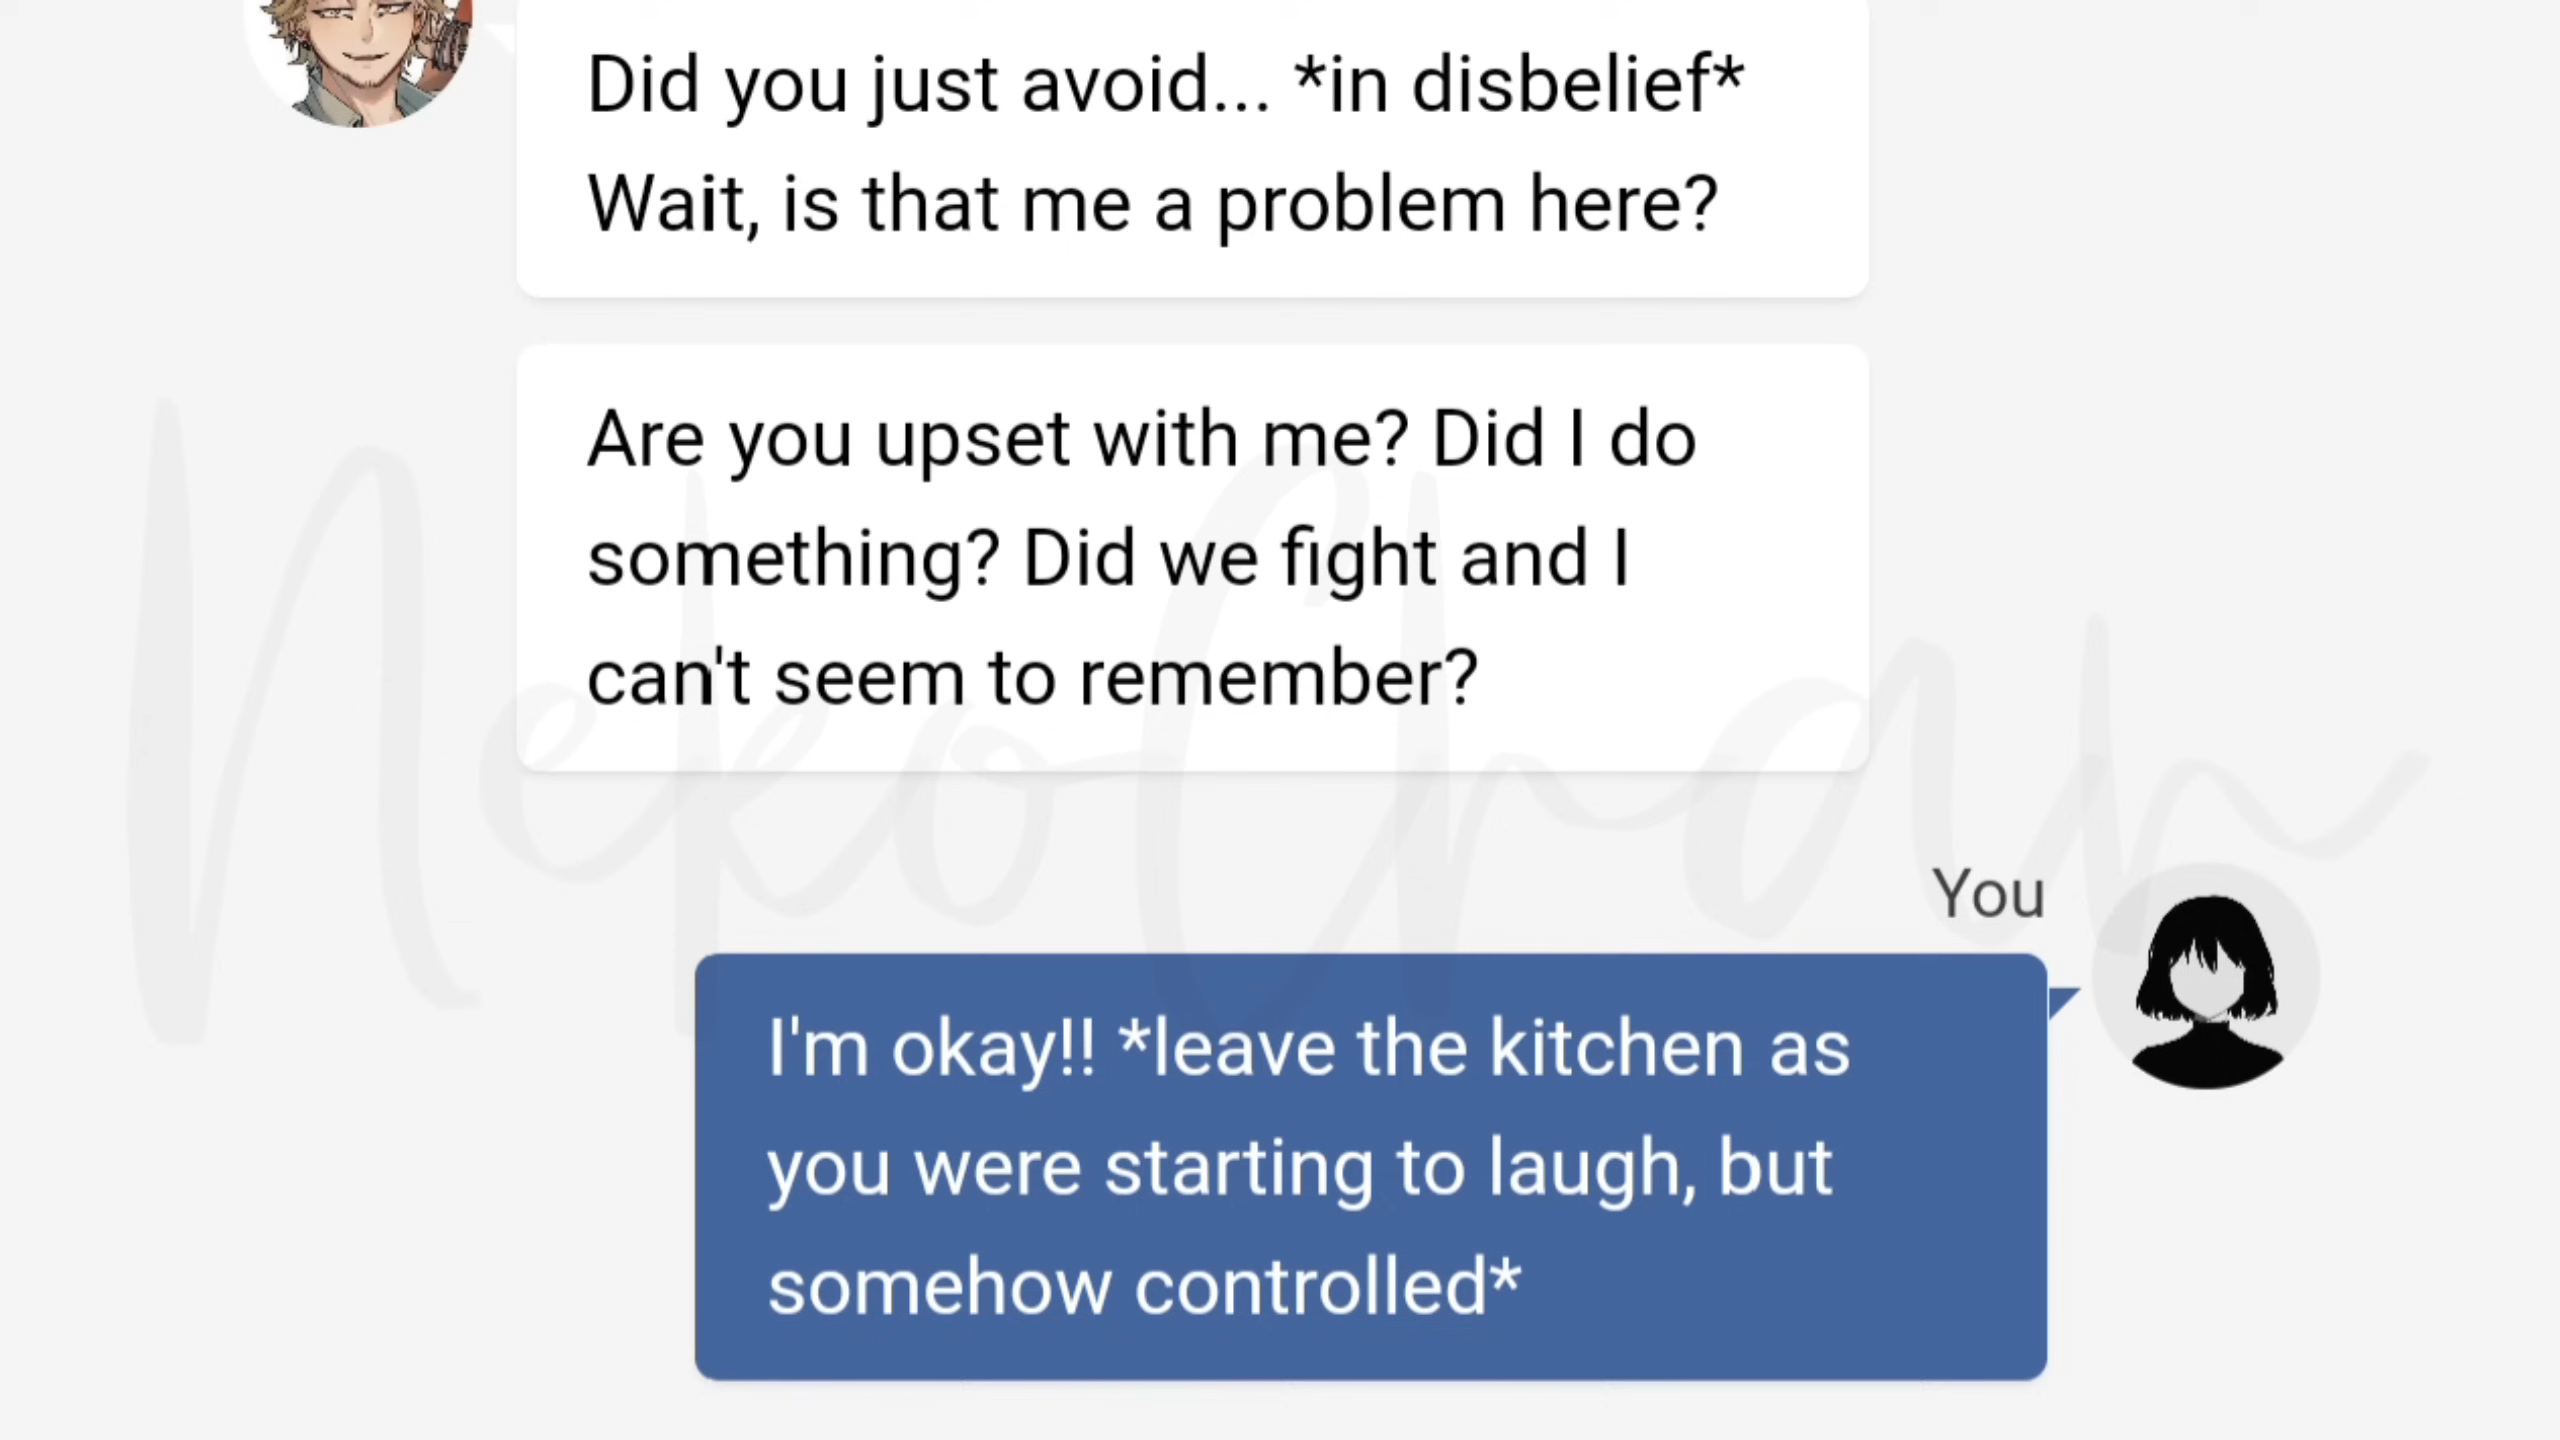 Did you just avoid... *in disbelief*
Wait, is that me a problem here?
Are you upset with me? Did I do
something? Did we fight and I
can't seem to remember?
NekoChan
You
I'm okay!! *leave the kitchen as
you were starting to laugh, but
somehow controlled*